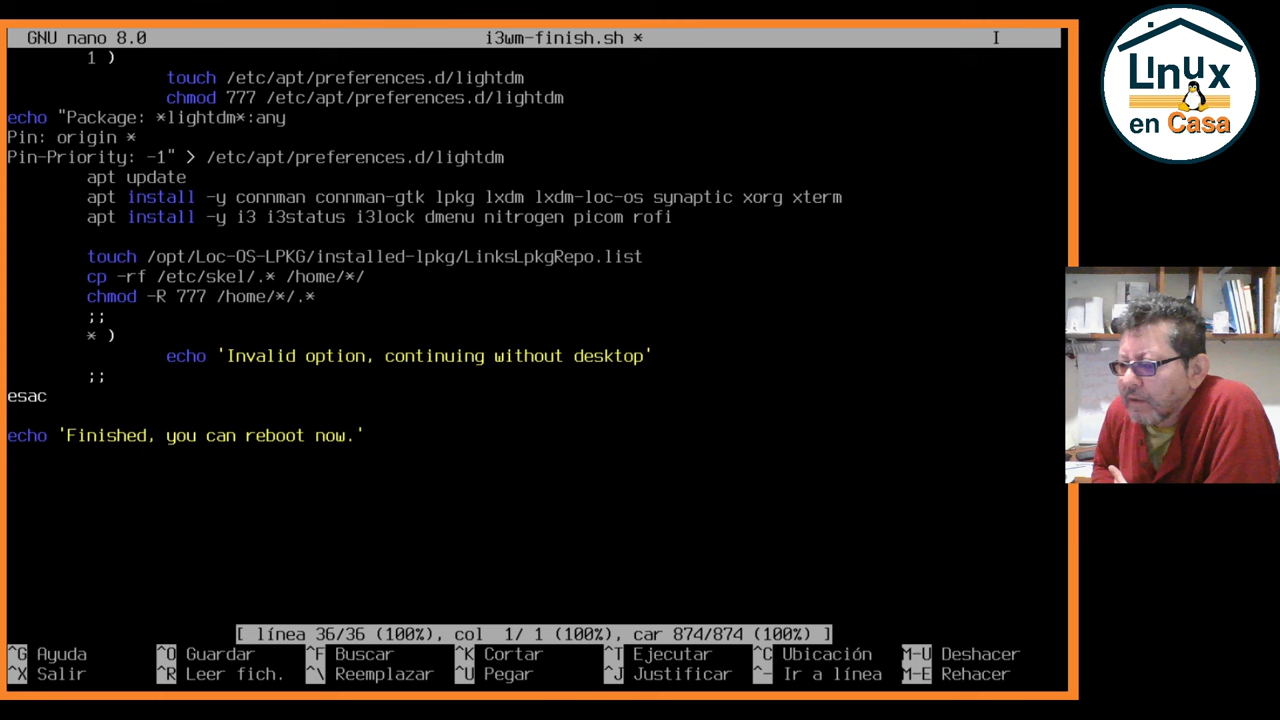 GNU nano 8.0 i3wm-finish.sh * I
1 )
touch /etc/apt/preferences.d/lightdm
chmod 777 /etc/apt/preferences.d/lightdm
echo "Package: *lightdm*:any
Pin: origin *
Pin-Priority: -1" > /etc/apt/preferences.d/lightdm
apt update
apt install -y connman connman-gtk lpkg lxdm lxdm-loc-os synaptic xorg xterm
apt install -y i3 i3status i3lock dmenu nitrogen picom rofi
touch /opt/Loc-OS-LPKG/installed-lpkg/LinksLpkgRepo.list
cp -rf /etc/skel/.* /home/*/
chmod -R 777 /home/*/.*
;;
* )
echo 'Invalid option, continuing without desktop'
;;
esac
echo 'Finished, you can reboot now.'
[ línea 36/36 (100%), col 1/ 1 (100%), car 874/874 (100%) ]
^G Ayuda ^O Guardar ^F Buscar ^K Cortar ^T Ejecutar ^C Ubicación M-U Deshacer
^X Salir ^R Leer fich. ^\ Reemplazar ^U Pegar ^J Justificar ^- Ir a línea M-E Rehacer
Linux
en Casa